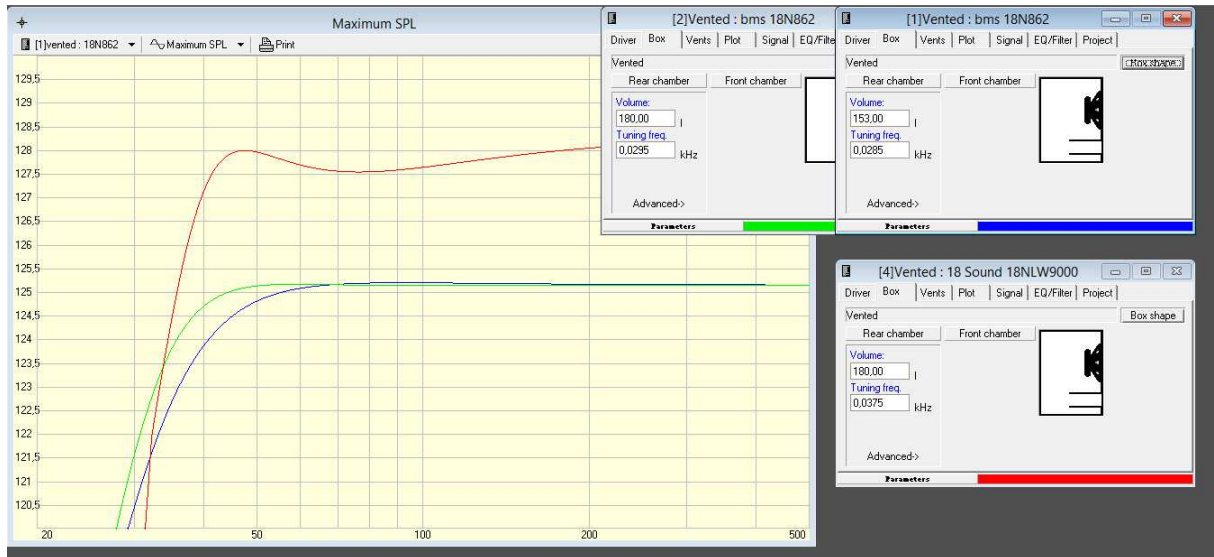 Maximum SPL
[1]vented : 18N862 Maximum SPL Print
129,5
129
128,5
128
127,5
127
126,5
126
125,5
125
124,5
124
123,5
123
122,5
122
121,5
121
120,5
20 50 100 200 500
[2]Vented : bms 18N862
Driver Box Vents Plot Signal EQ/Filte
Vented
Rear chamber Front chamber
Volume:
180,00 l
Tuning freq.
0,0295 kHz
Advanced->
Parameters
[1]Vented : bms 18N862
Driver Box Vents Plot Signal EQ/Filter Project
Vented Box shape
Rear chamber Front chamber
Volume:
153,00 l
Tuning freq.
0,0285 kHz
Advanced->
Parameters
[4]Vented : 18 Sound 18NLW9000
Driver Box Vents Plot Signal EQ/Filter Project
Vented Box shape
Rear chamber Front chamber
Volume:
180,00 l
Tuning freq.
0,0375 kHz
Advanced->
Parameters